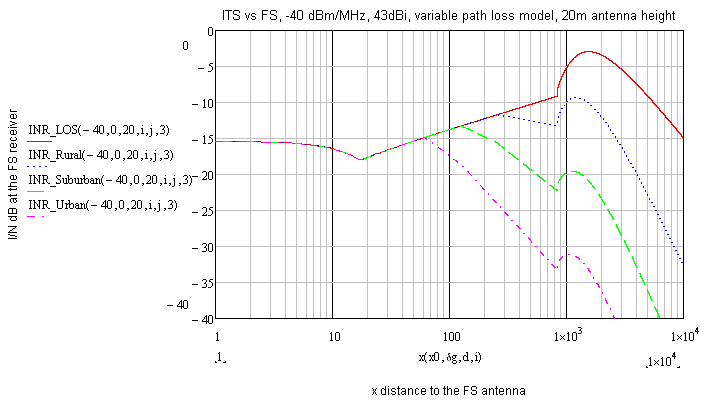 ITS vs FS, -40 dBm/MHz, 43dBi, variable path loss model, 20m antenna height
0
0
−5
−10
−15
−20
−25
−30
−35
−40
−40
I/N dB at the FS receiver
INR_LOS(−40,0,20,i,j,3)
INR_Rural(−40,0,20,i,j,3)
INR_Suburban(−40,0,20,i,j,3)
INR_Urban(−40,0,20,i,j,3)
1
10
100
1×10³
1×10⁴
1
x(x0,δg,d,i)
1×10⁴
x distance to the FS antenna